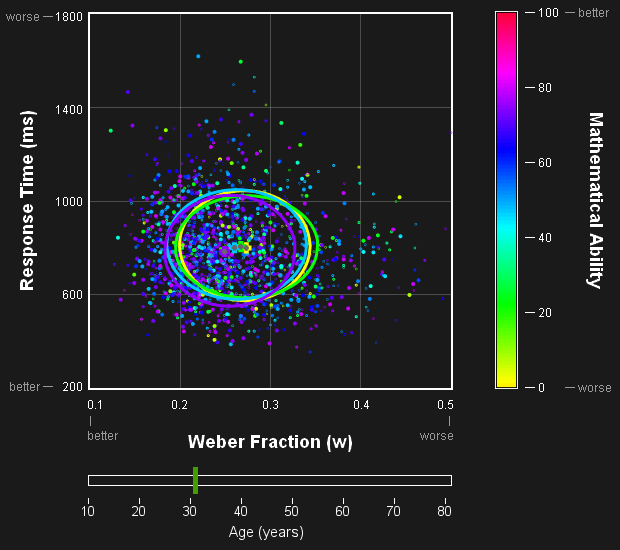 worse
1800
1400
1000
600
200
better
Response Time (ms)
0.1
0.2
0.3
0.4
0.5
better
worse
Weber Fraction (w)
100
better
80
60
40
20
0
worse
Mathematical Ability
10
20
30
40
50
60
70
80
Age (years)